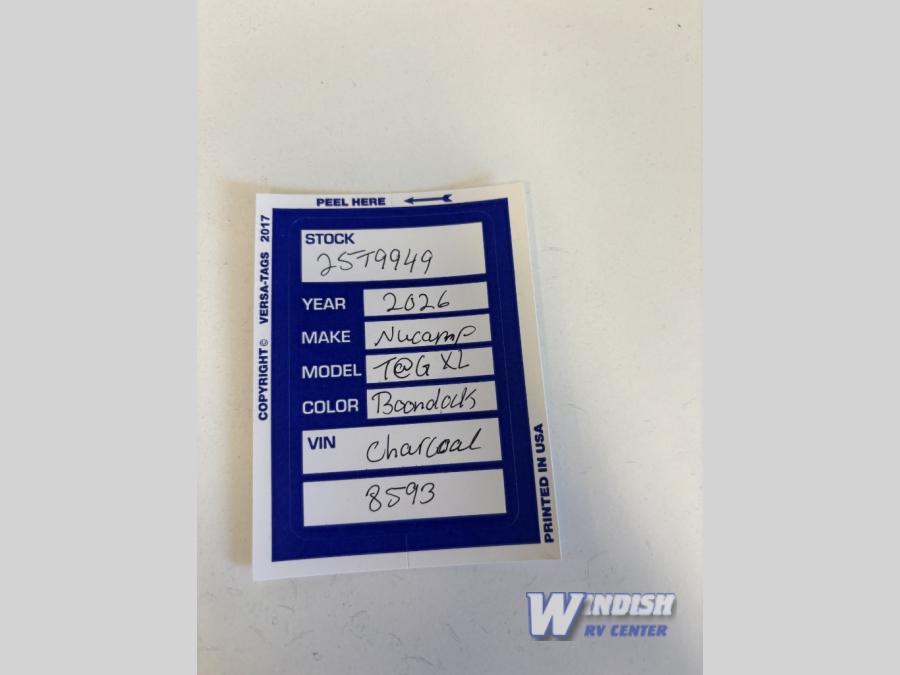 PEEL HERE
COPYRIGHT© VERSA-TAGS 2017
STOCK
25T9949
YEAR 2026
MAKE Nucamp
MODEL T@G XL
COLOR Boondock
VIN Charcoal
8593
PRINTED IN USA
WINDISH
RV CENTER